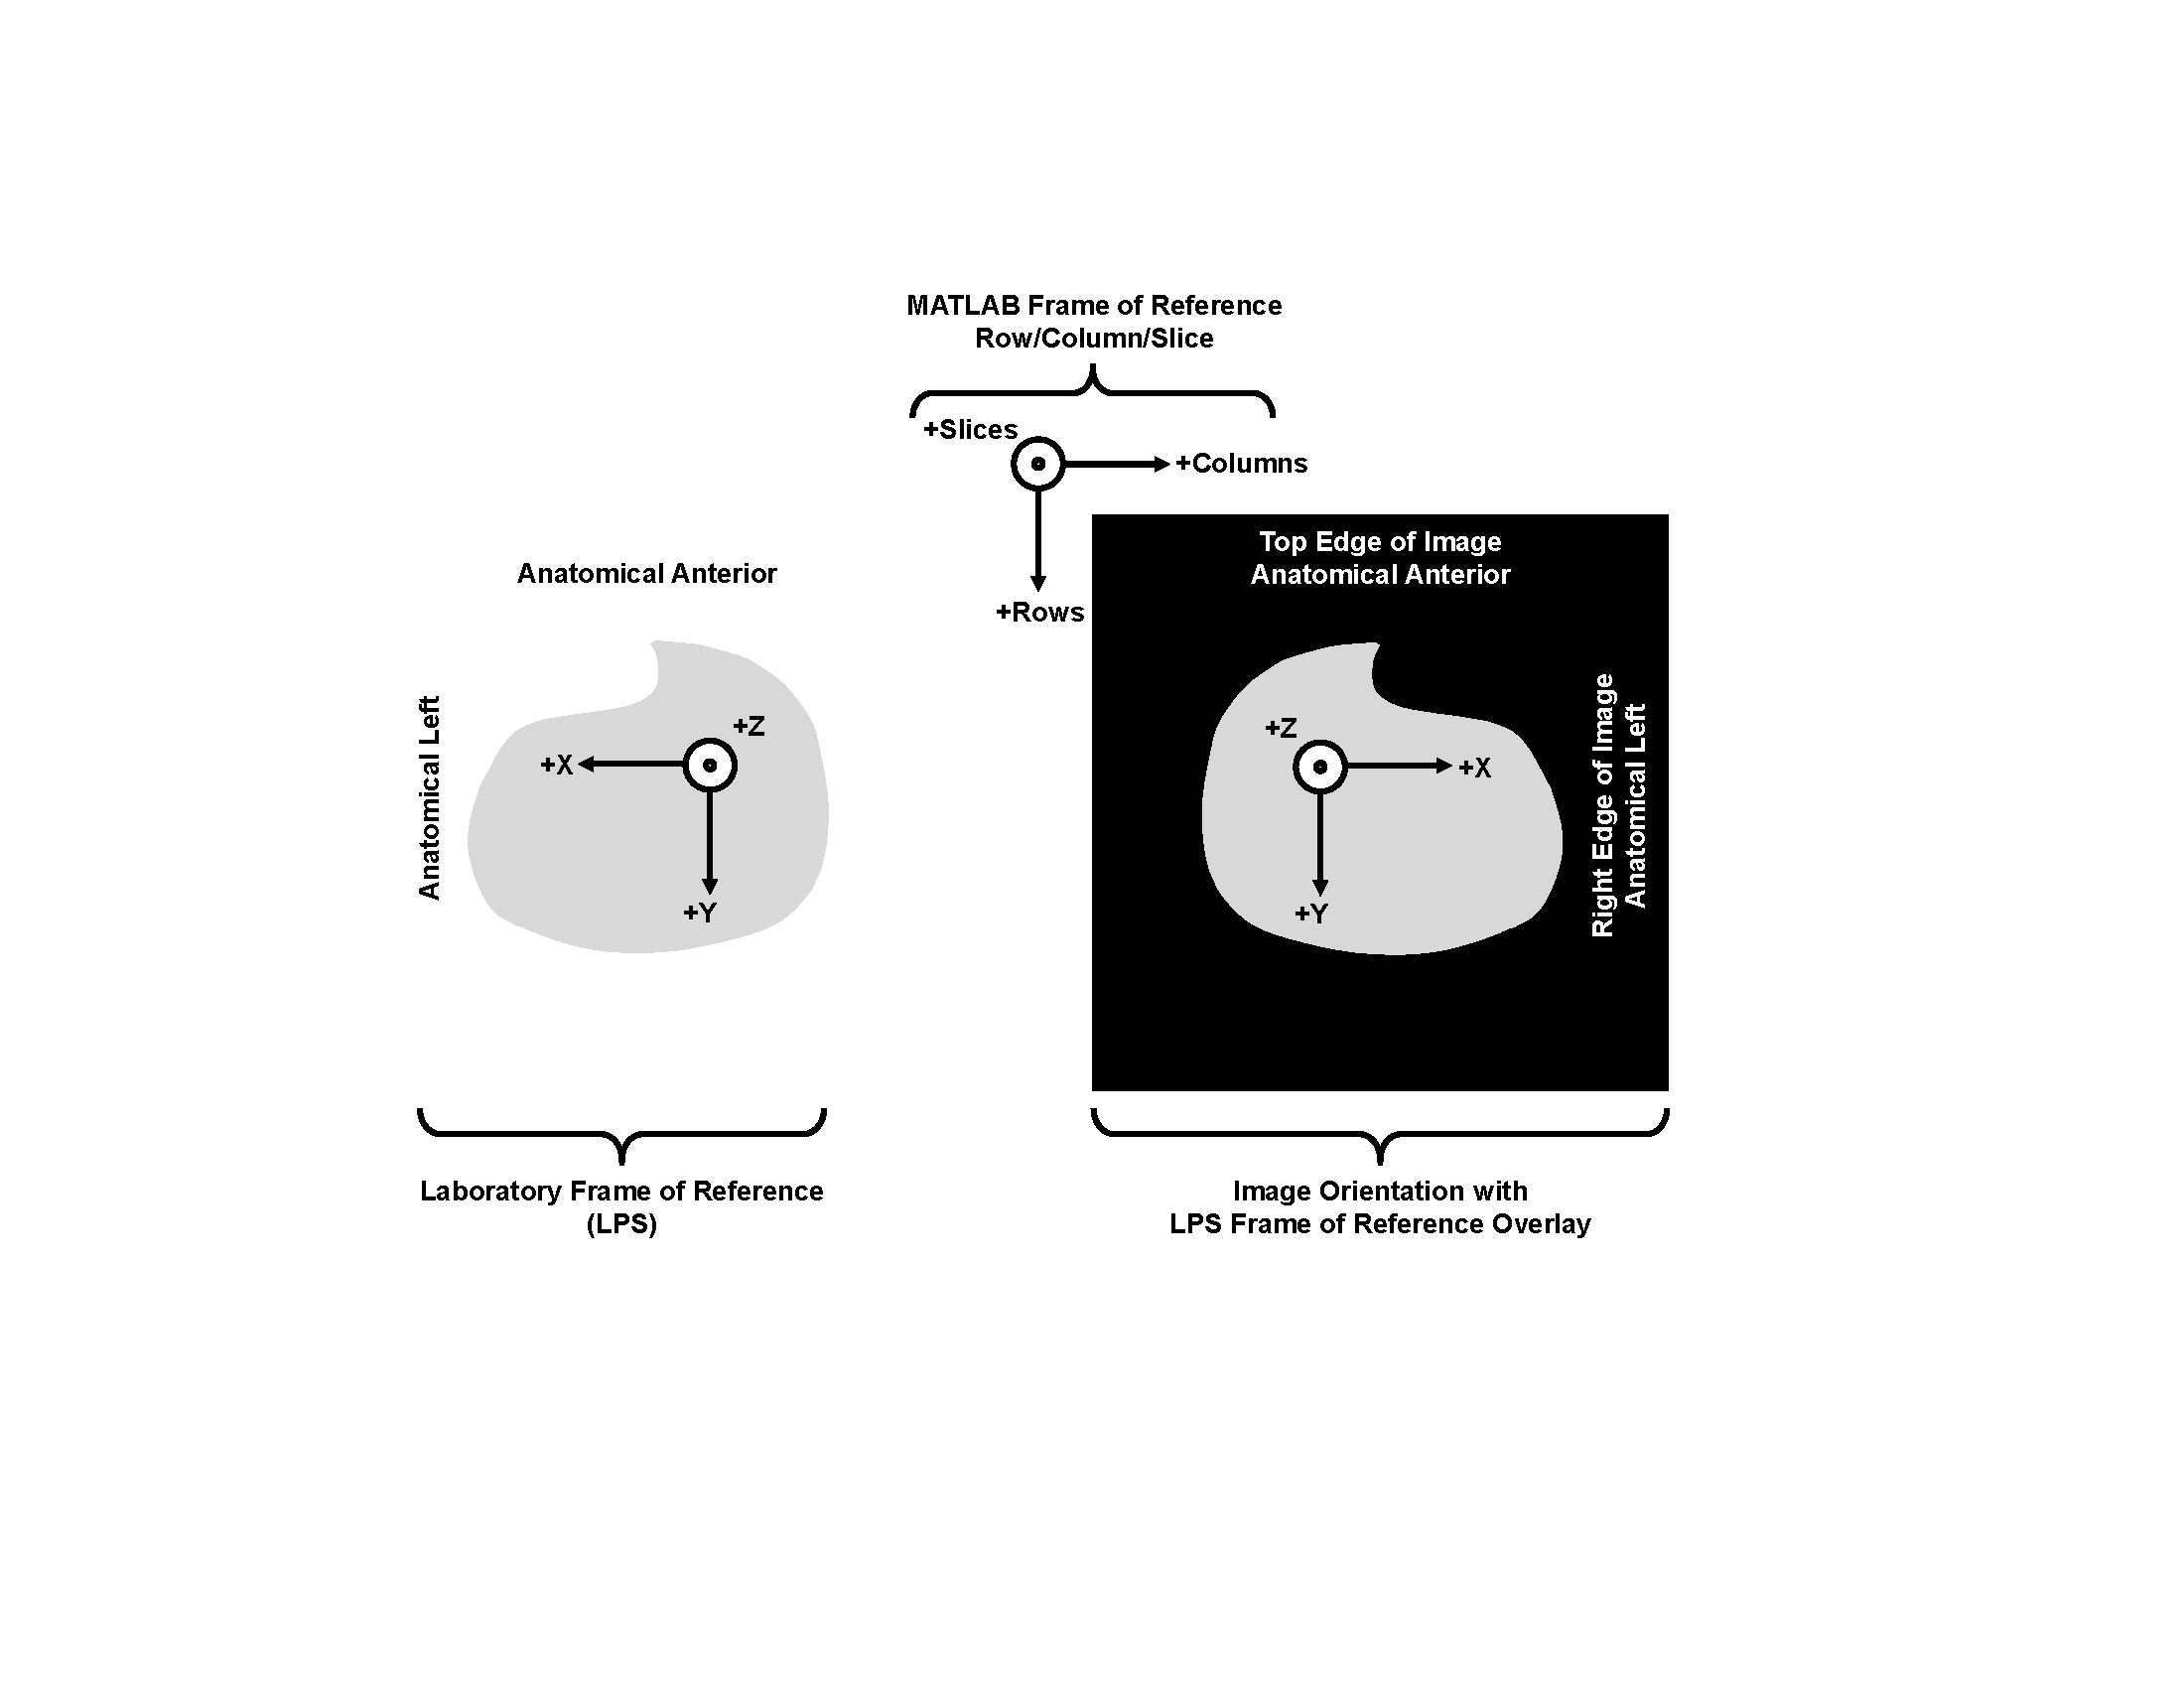 MATLAB Frame of Reference
Row/Column/Slice
+Slices
+Columns
+Rows
Anatomical Anterior
Anatomical Left
+Z
+X
+Y
Laboratory Frame of Reference
(LPS)
Top Edge of Image
Anatomical Anterior
+Z
+X
+Y
Right Edge of Image
Anatomical Left
Image Orientation with
LPS Frame of Reference Overlay